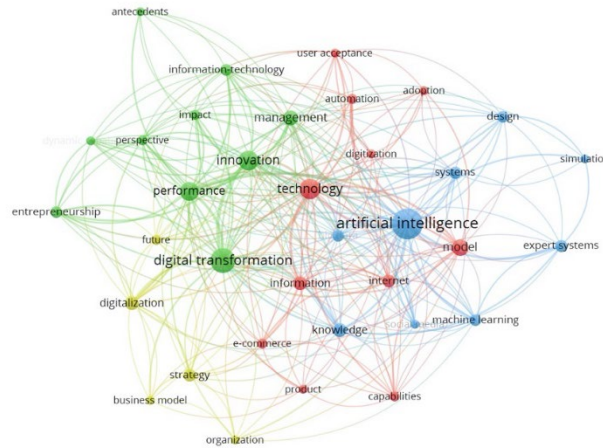 antecedents
user acceptance
information-technology
automation
adoption
impact
management
design
perspective
digitization
simulation
innovation
systems
performance
technology
entrepreneurship
artificial intelligence
future
model
expert systems
digital transformation
information
internet
digitalization
knowledge
machine learning
e-commerce
strategy
product
capabilities
business model
organization